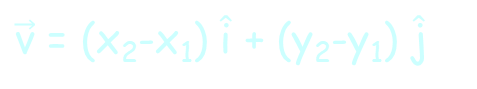 v⃗ = (x₂-x₁) î + (y₂-y₁) ĵ